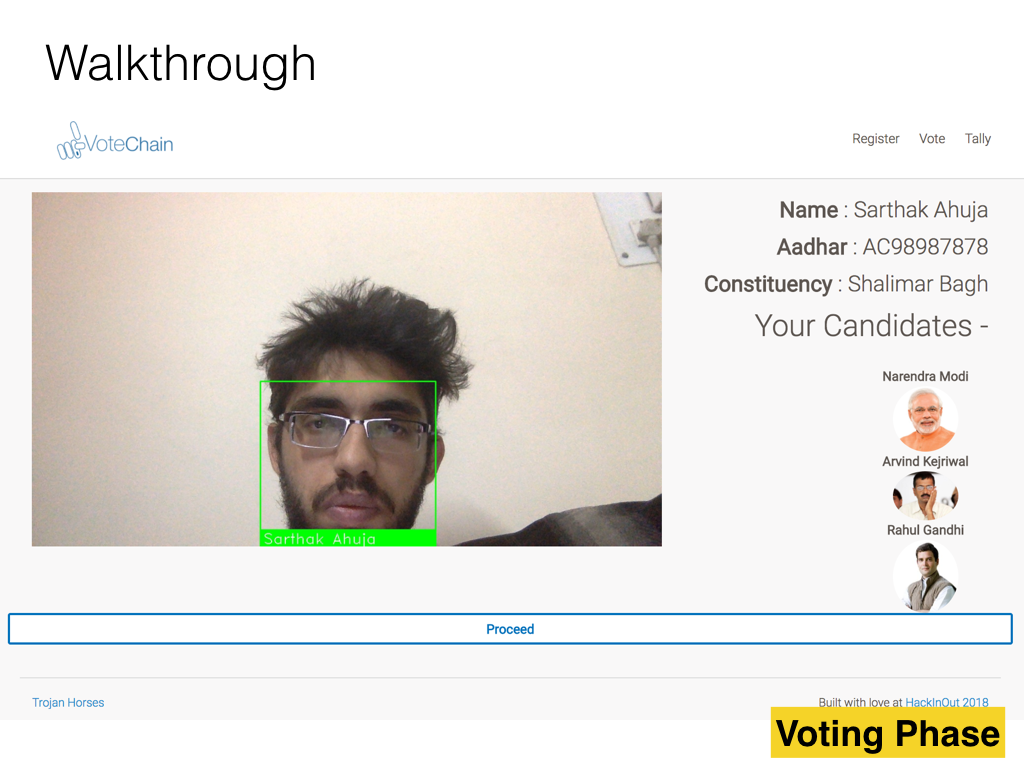 Walkthrough
VoteChain
Register Vote Tally
Name : Sarthak Ahuja
Aadhar : AC98987878
Constituency : Shalimar Bagh
Your Candidates -
Narendra Modi
Arvind Kejriwal
Rahul Gandhi
Sarthak Ahuja
Proceed
Trojan Horses
Built with love at HackInOut 2018
Voting Phase